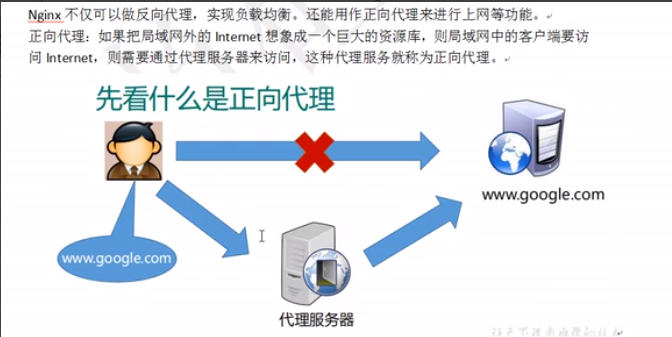 Nginx 不仅可以做反向代理，实现负载均衡。还能用作正向代理来进行上网等功能。
正向代理：如果把局域网外的 Internet 想象成一个巨大的资源库，则局域网中的客户端要访
问 Internet，则需要通过代理服务器来访问，这种代理服务就称为正向代理。
先看什么是正向代理
www.google.com
www.google.com
代理服务器